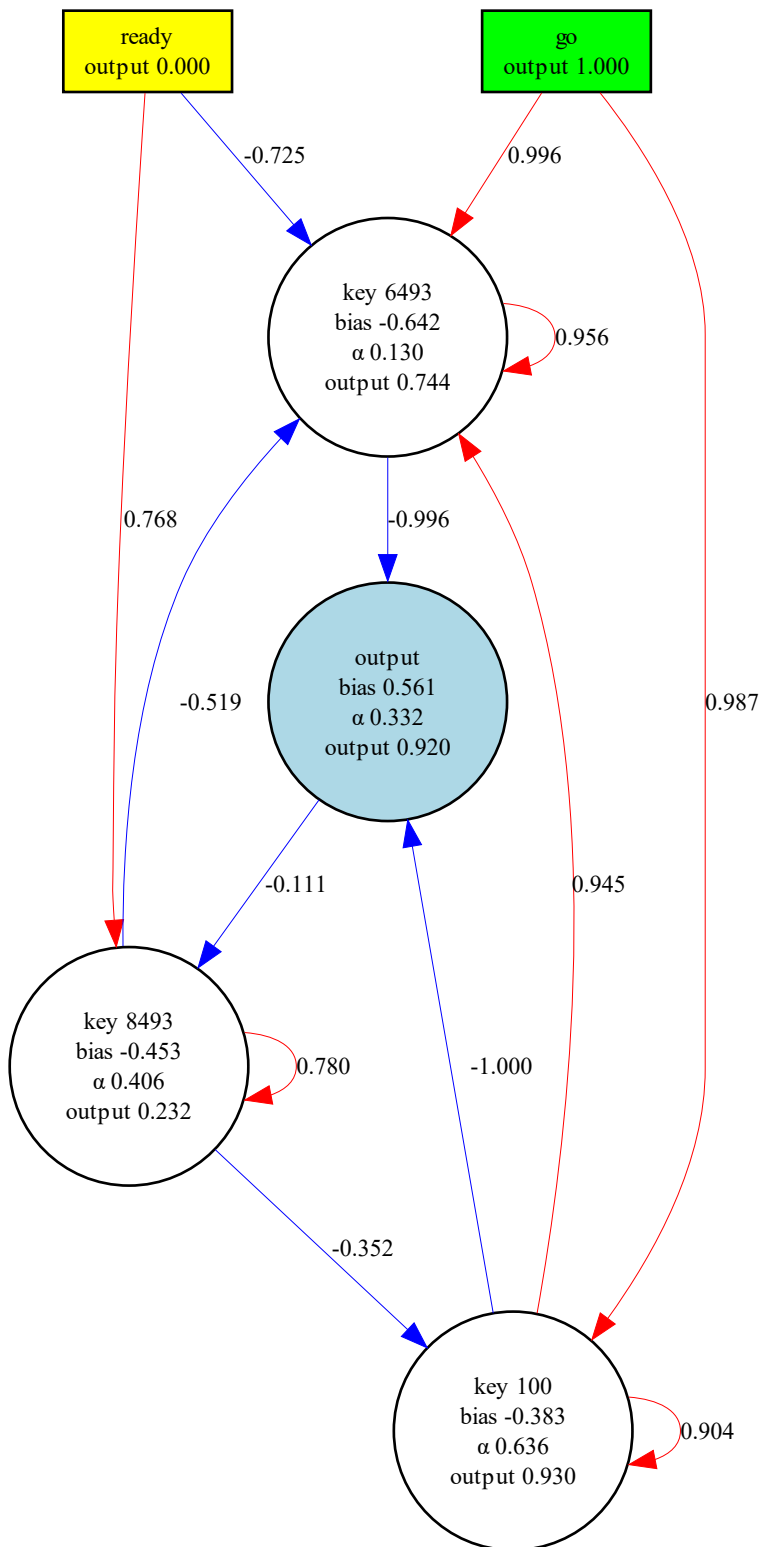 ready
output 0.000
go
output 1.000
-0.725
0.996
key 6493
bias -0.642
α 0.130
output 0.744
0.956
0.768
-0.996
output
bias 0.561
α 0.332
output 0.920
-0.519
0.987
-0.111
0.945
key 8493
bias -0.453
α 0.406
output 0.232
0.780
-1.000
-0.352
key 100
bias -0.383
α 0.636
output 0.930
0.904